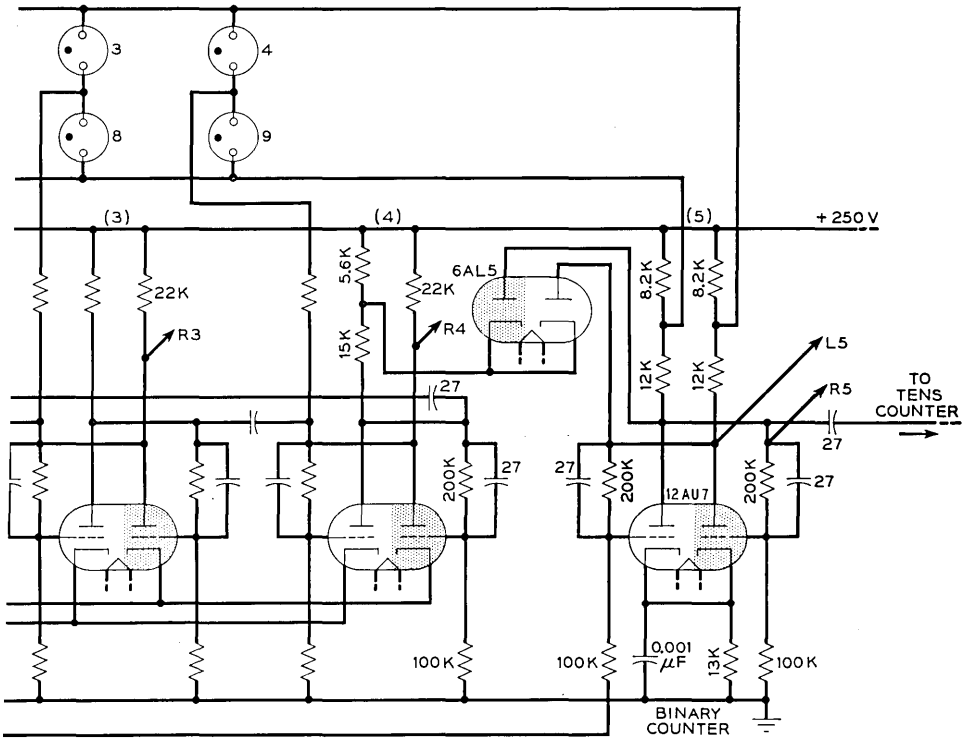 3
4
8
9
(3)
(4)
(5)
+ 250 V
5.6K
22K
6AL5
8.2K
8.2K
22K
R3
R4
15K
L5
12K
12K
R5
TO
TENS
COUNTER
27
27
200K
27
27
200K
12AU7
200K
27
100K
100K
0.001
μF
13K
100K
BINARY
COUNTER